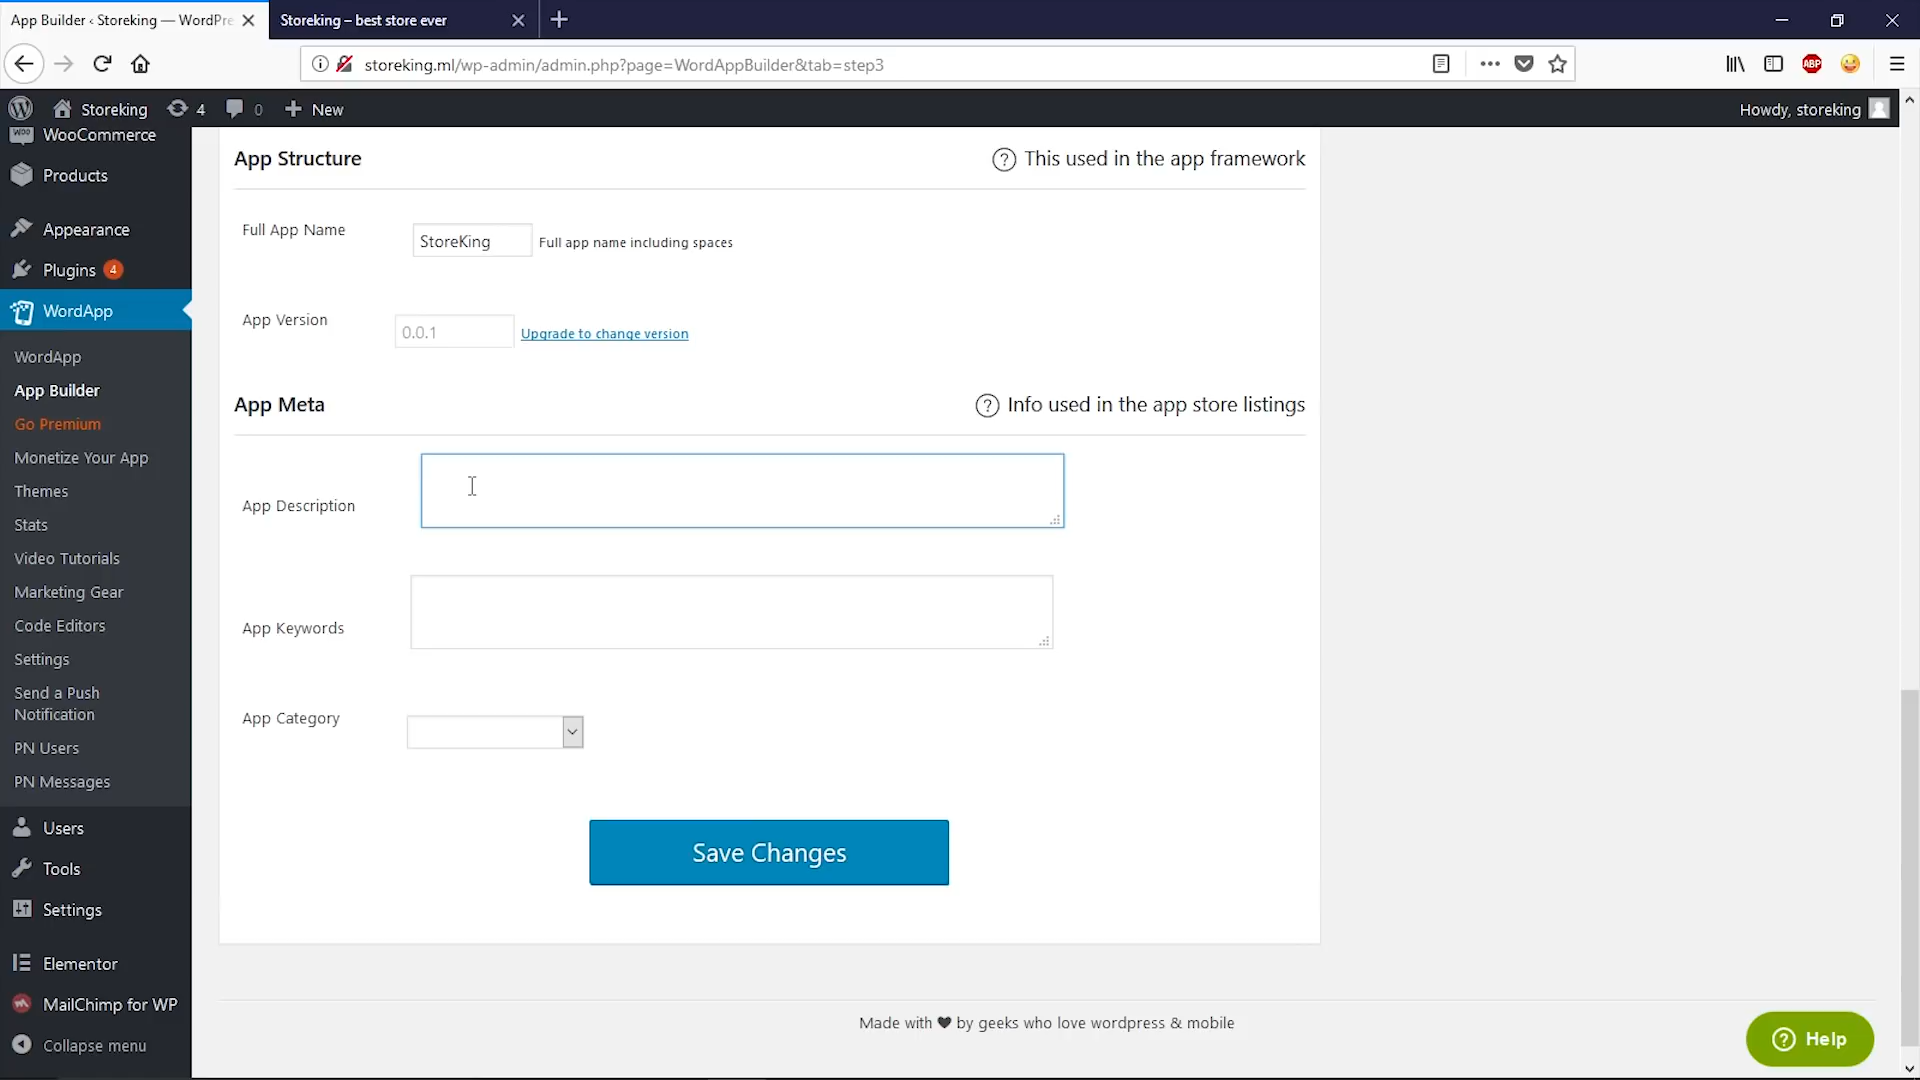 App Builder ‹ Storeking — WordPre
Storeking – best store ever
storeking.ml/wp-admin/admin.php?page=WordAppBuilder&tab=step3
ABP
Storeking
4
0
New
Howdy, storeking
WooCommerce
Products
Appearance
Plugins 4
WordApp
WordApp
App Builder
Go Premium
Monetize Your App
Themes
Stats
Video Tutorials
Marketing Gear
Code Editors
Settings
Send a Push
Notification
PN Users
PN Messages
Users
Tools
Settings
Elementor
MailChimp for WP
Collapse menu
App Structure
This used in the app framework
Full App Name
StoreKing
Full app name including spaces
App Version
0.0.1
Upgrade to change version
App Meta
Info used in the app store listings
App Description
App Keywords
App Category
Save Changes
Made with ♥ by geeks who love wordpress & mobile
Help